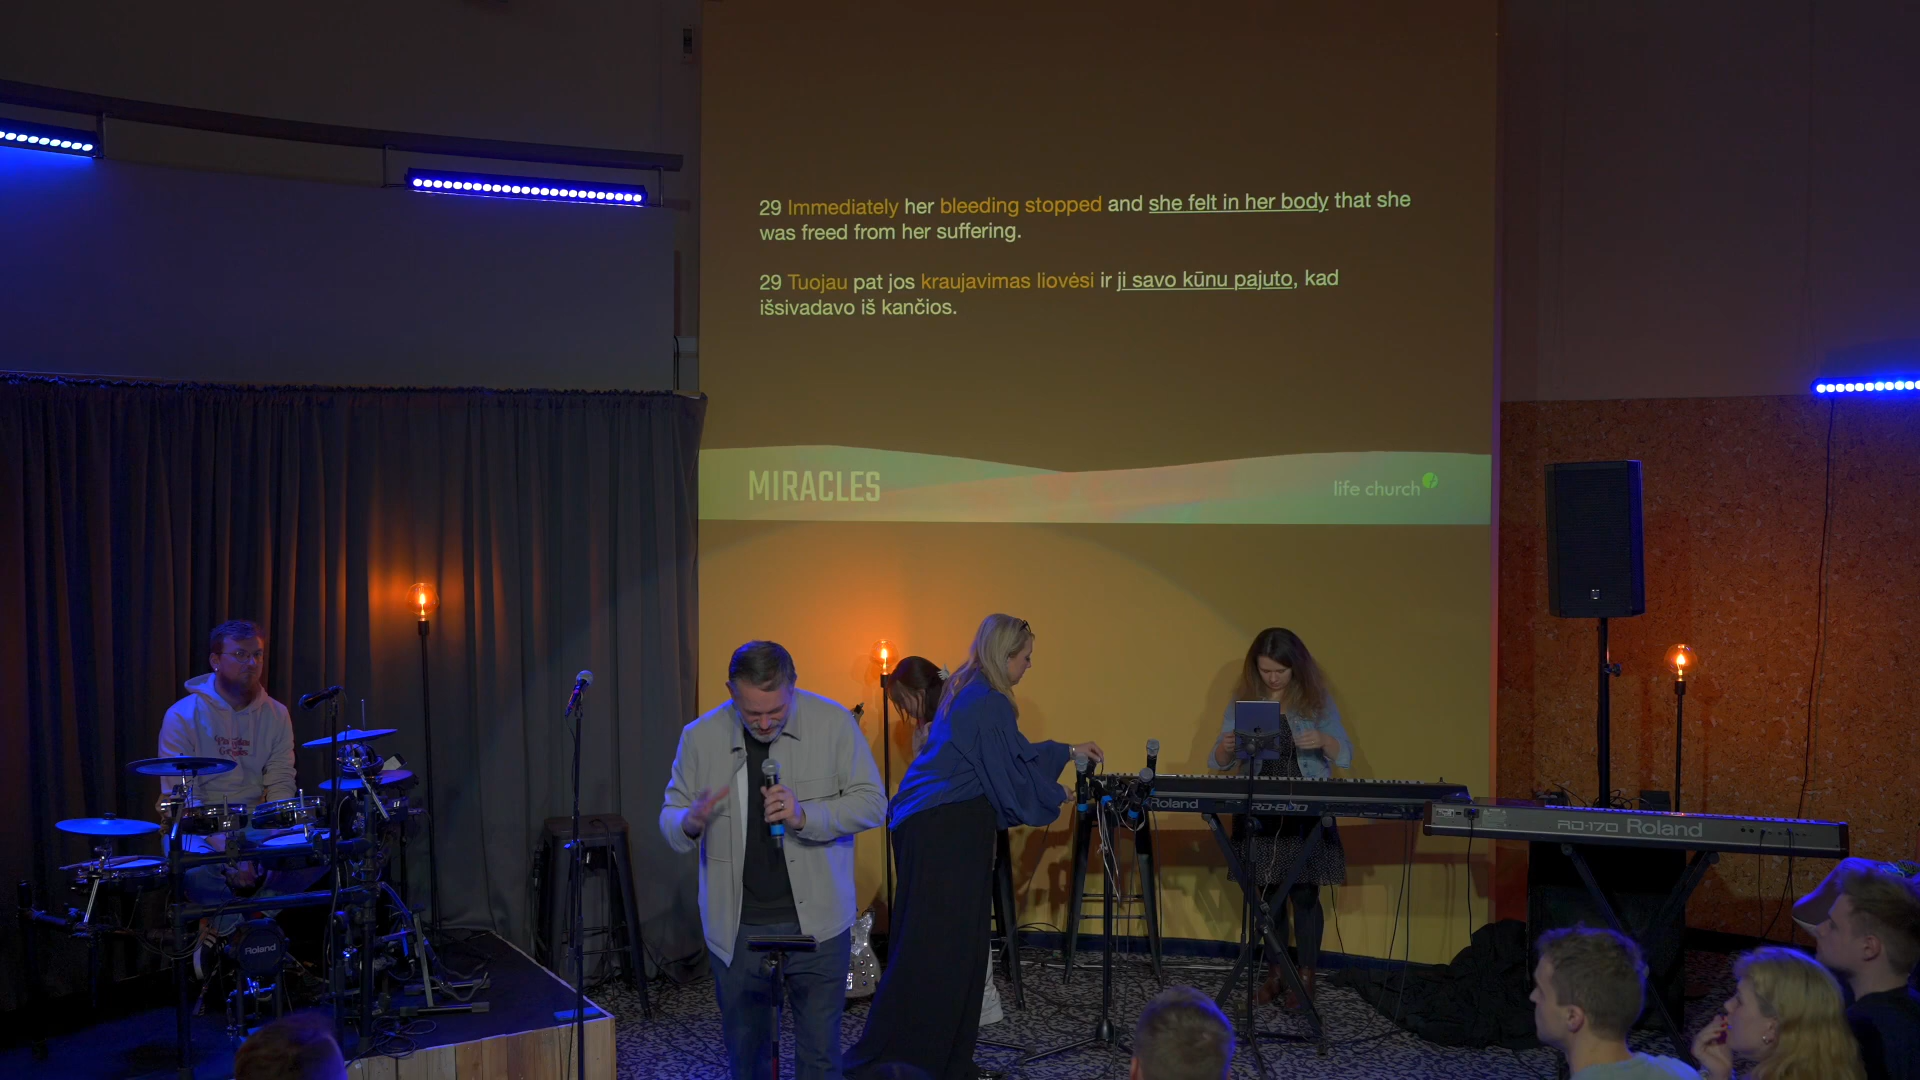 29 Immediately her bleeding stopped and she felt in her body that she
was freed from her suffering.
29 Tuojau pat jos kraujavimas liovėsi ir ji savo kūnu pajuto, kad
išsivadavo iš kančios.
MIRACLES
life church
Roland
RD-800
RD-170 Roland
Roland